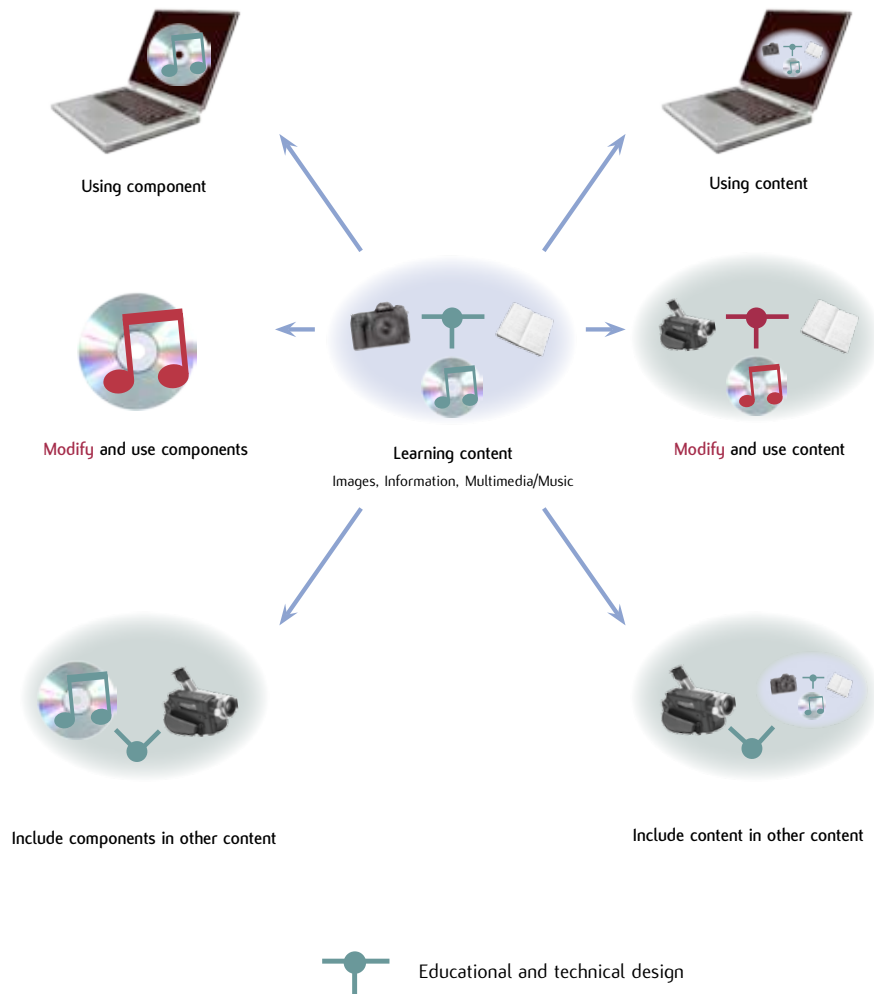 Using component
Using content
Modify and use components
Learning content
Images, Information, Multimedia/Music
Modify and use content
Include components in other content
Include content in other content
Educational and technical design